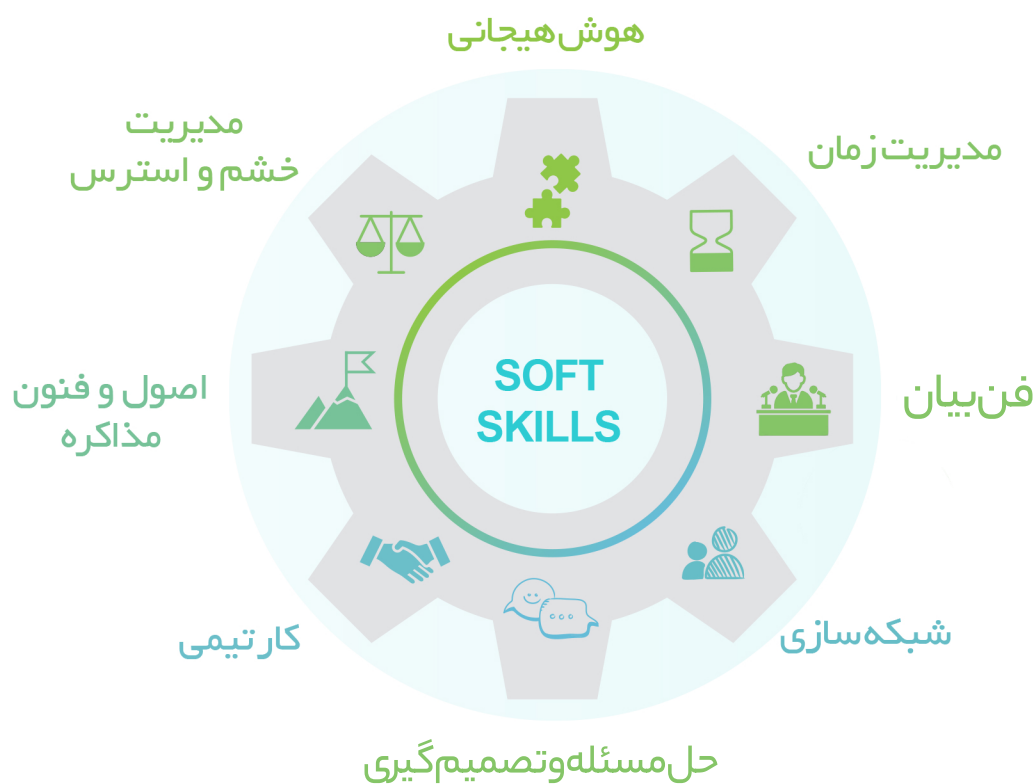 هوش هیجانی
مدیریت زمان
مدیریت
خشم و استرس
SOFT
SKILLS
فن بیان
اصول و فنون
مذاکره
شبکه سازی
کار تیمی
حل مسئله و تصمیم گیری